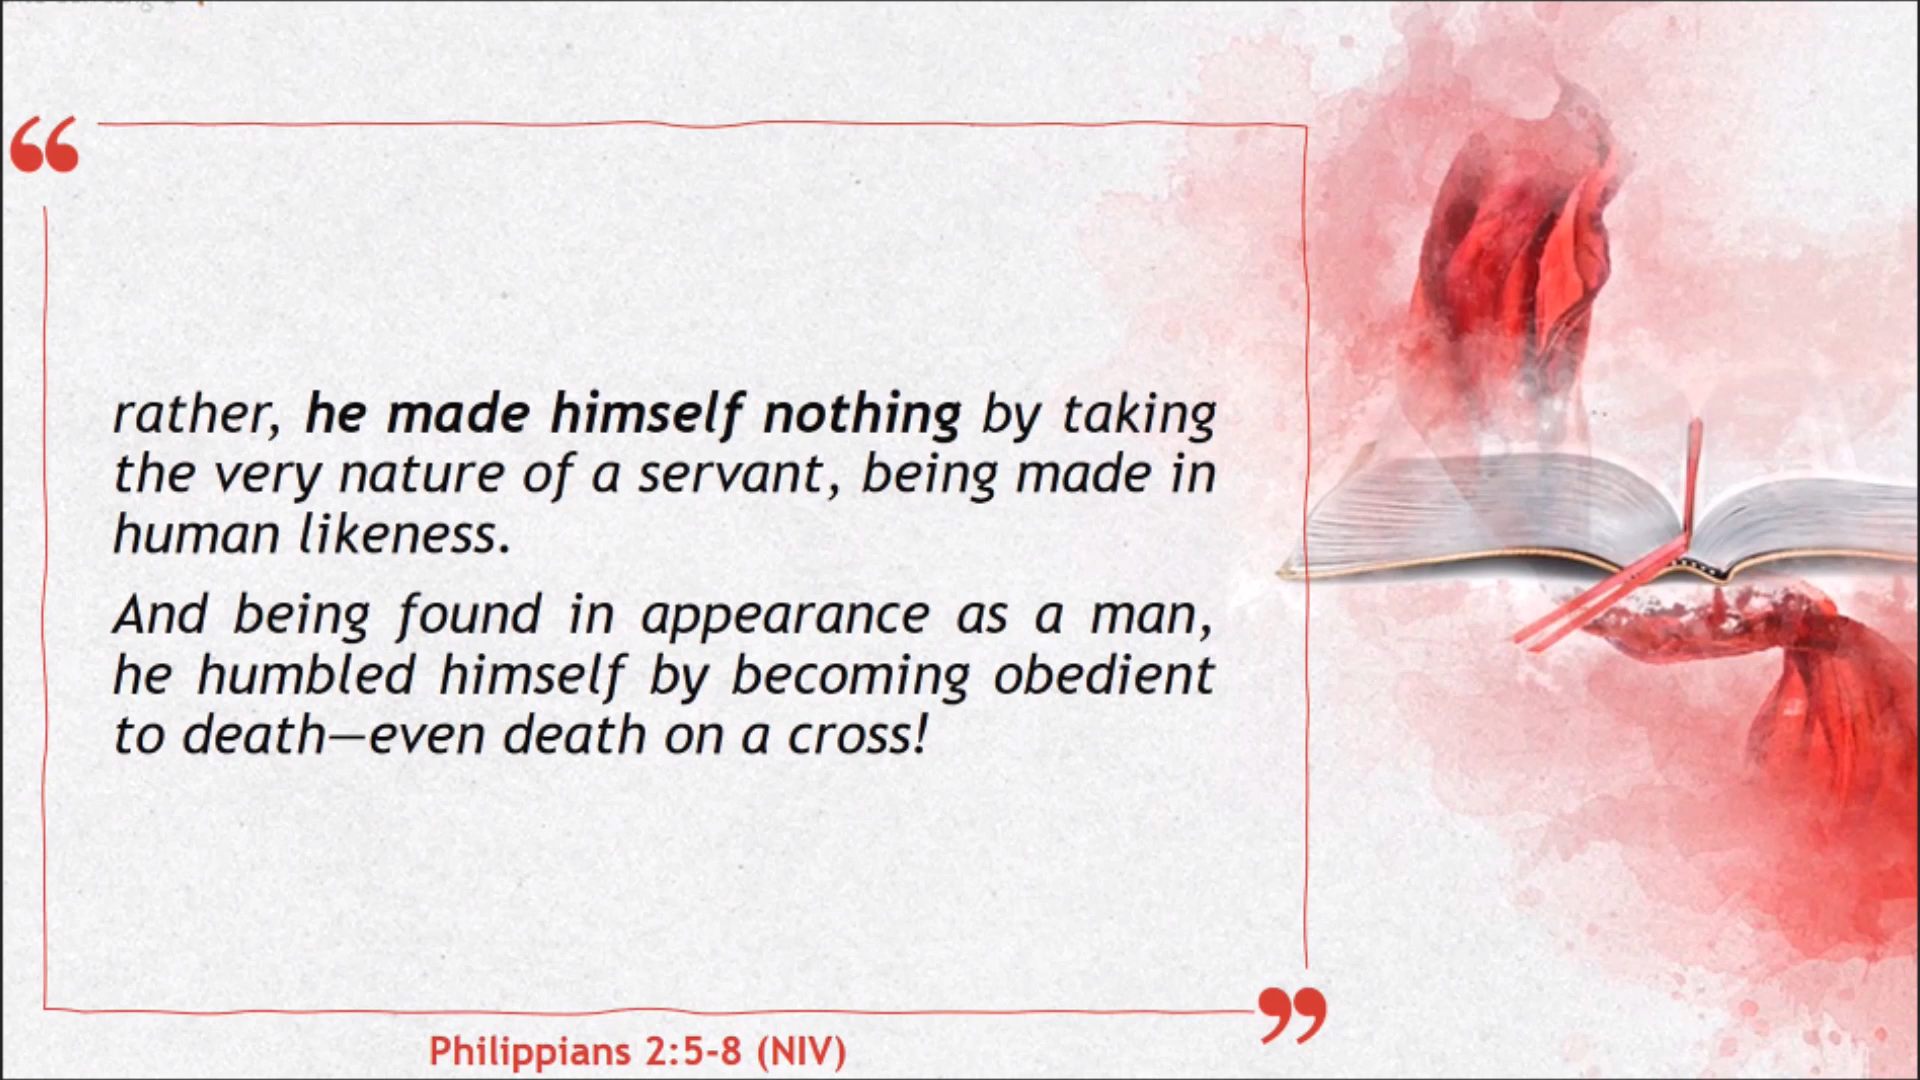 “
rather, he made himself nothing by taking
the very nature of a servant, being made in
human likeness.
And being found in appearance as a man,
he humbled himself by becoming obedient
to death—even death on a cross!
”
Philippians 2:5-8 (NIV)